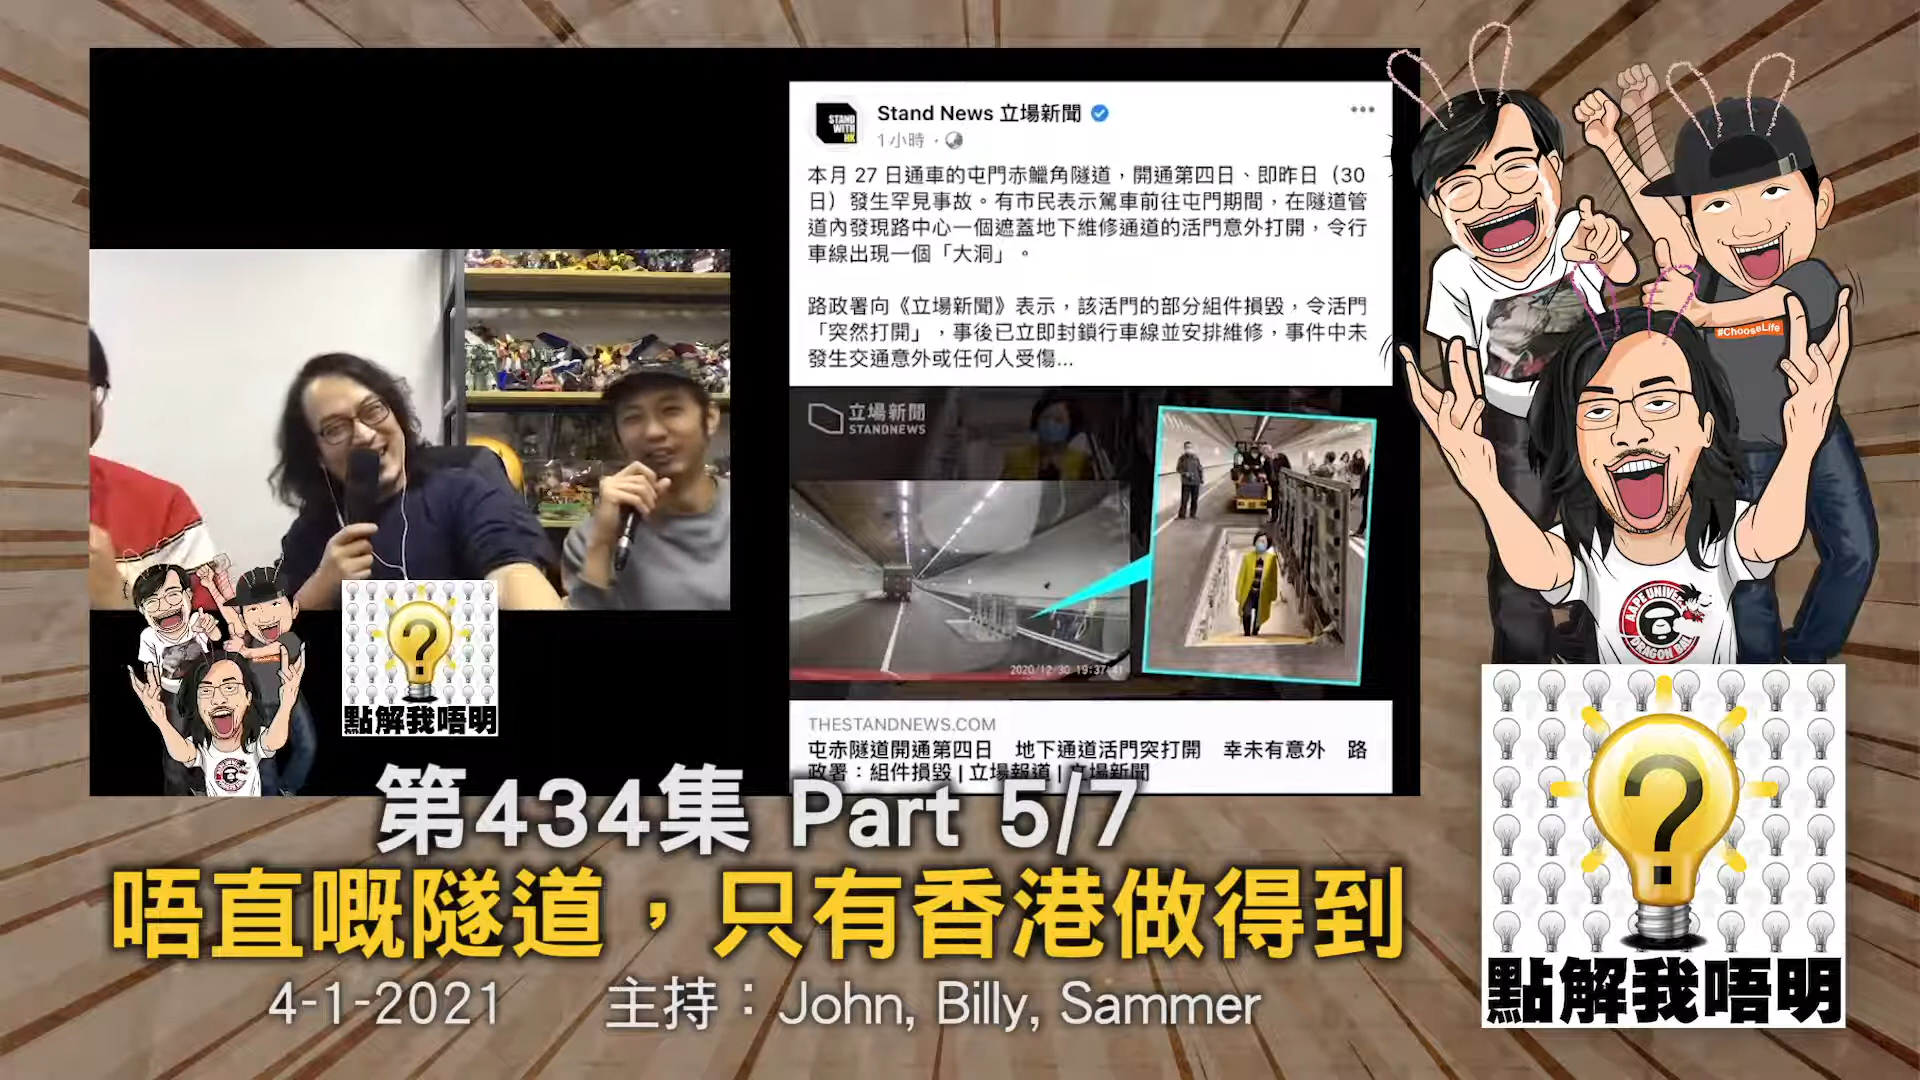 STAND
WITH
HK
Stand News 立場新聞
1 小時
本月 27 日通車的屯門赤鱲角隧道，開通第四日、即昨日（30
日）發生罕見事故。有市民表示駕車前往屯門期間，在隧道管
道內發現路中心一個遮蓋地下維修通道的活門意外打開，令行
車線出現一個「大洞」。
路政署向《立場新聞》表示，該活門的部分組件損毀，令活門
「突然打開」，事後已立即封鎖行車線並安排維修，事件中未
發生交通意外或任何人受傷...
立場新聞
STANDNEWS
2020/12/30 19:37:41
THESTANDNEWS.COM
屯赤隧道開通第四日　地下通道活門突打開　幸未有意外　路
政署：組件損毀 | 立場報道 | 立場新聞
點解我唔明
#ChooseLife
AAPE UNIVE
DRAGON BAL
點解我唔明
第434集 Part 5/7
唔直嘅隧道，只有香港做得到
4-1-2021 主持：John, Billy, Sammer